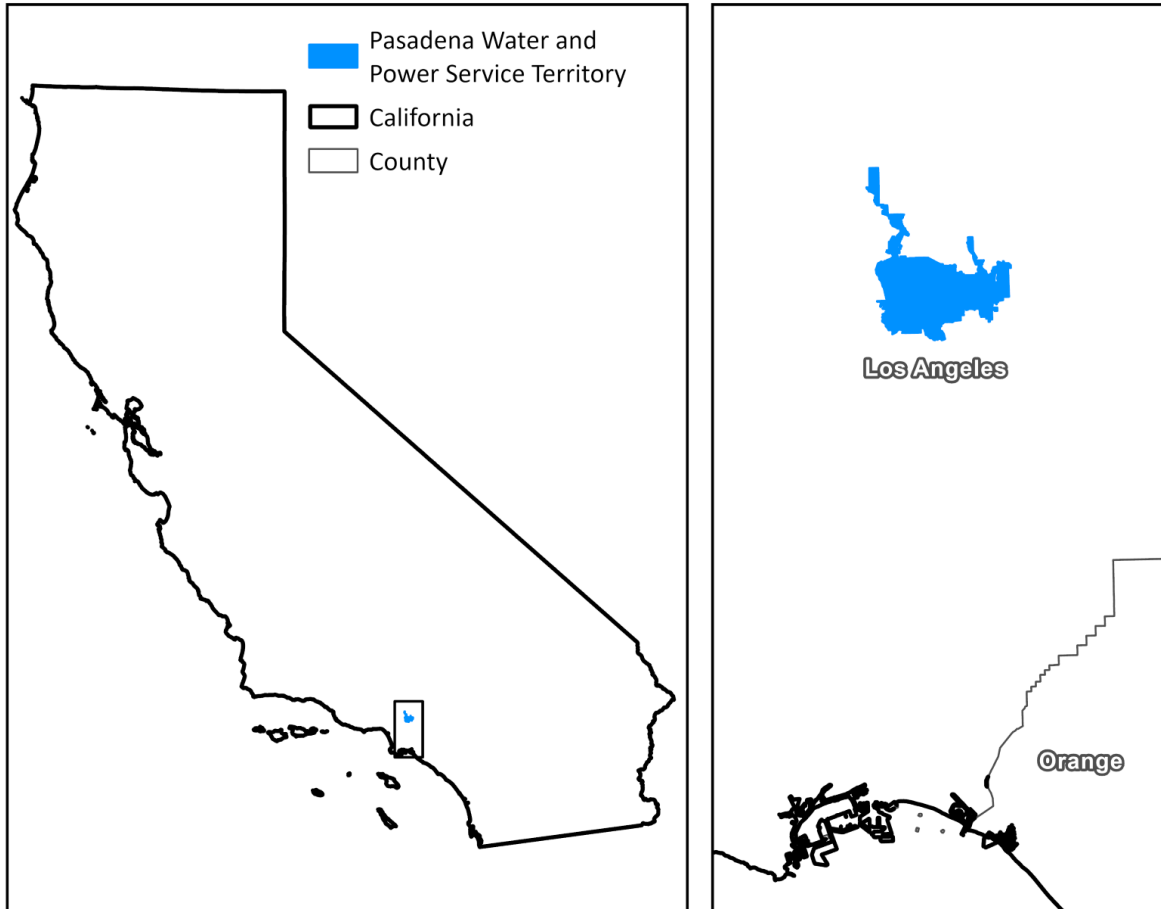 Pasadena Water and
Power Service Territory
California
County
Los Angeles
Orange